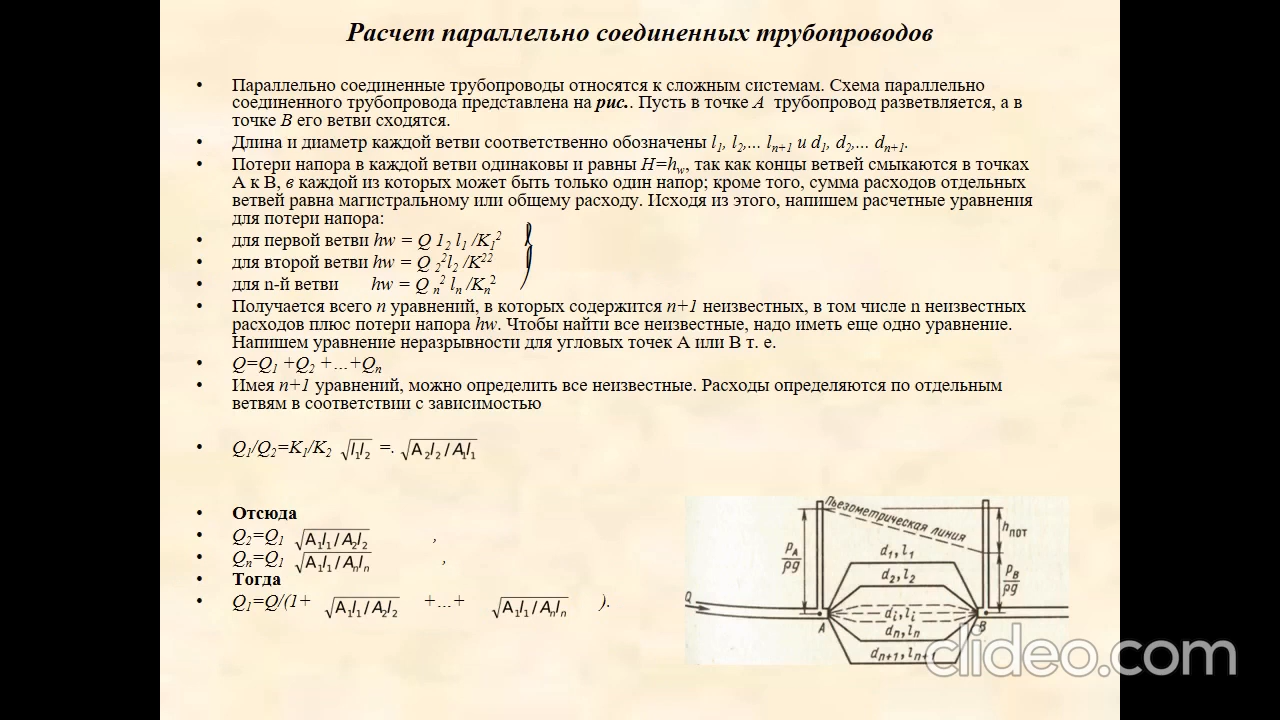 Расчет параллельно соединенных трубопроводов
• Параллельно соединенные трубопроводы относятся к сложным системам. Схема параллельно
соединенного трубопровода представлена на рис.. Пусть в точке А трубопровод разветвляется, а в
точке В его ветви сходятся.
• Длина и диаметр каждой ветви соответственно обозначены l₁, l₂,... lₙ₊₁ и d₁, d₂,... dₙ₊₁.
• Потери напора в каждой ветви одинаковы и равны H=h_w, так как концы ветвей смыкаются в точках
А к В, в каждой из которых может быть только один напор; кроме того, сумма расходов отдельных
ветвей равна магистральному или общему расходу. Исходя из этого, напишем расчетные уравнения
для потери напора:
• для первой ветви hw = Q 1₂ l₁ /K₁²
• для второй ветви hw = Q ₂²l₂ /K²²
• для n-й ветви hw = Q ₙ² lₙ /Kₙ²
• Получается всего n уравнений, в которых содержится n+1 неизвестных, в том числе n неизвестных
расходов плюс потери напора hw. Чтобы найти все неизвестные, надо иметь еще одно уравнение.
Напишем уравнение неразрывности для угловых точек А или В т. е.
• Q=Q₁ +Q₂ +…+Qₙ
• Имея n+1 уравнений, можно определить все неизвестные. Расходы определяются по отдельным
ветвям в соответствии с зависимостью
• Q₁/Q₂=K₁/K₂ √l₁l₂ =. √A₂l₂ / A₁l₁
• Отсюда
• Q₂=Q₁ √A₁l₁ / A₂l₂ ,
• Qₙ=Q₁ √A₁l₁ / Aₙlₙ ,
• Тогда
• Q₁=Q/(1+ √A₁l₁ / A₂l₂ +…+ √A₁l₁ / Aₙlₙ ).
Пьезометрическая линия
h пот
p_A/ρg
d₁, l₁
d₂, l₂
p_B/ρg
Q
dᵢ, lᵢ
A
B
dₙ, lₙ
dₙ₊₁, lₙ₊₁
clideo.com